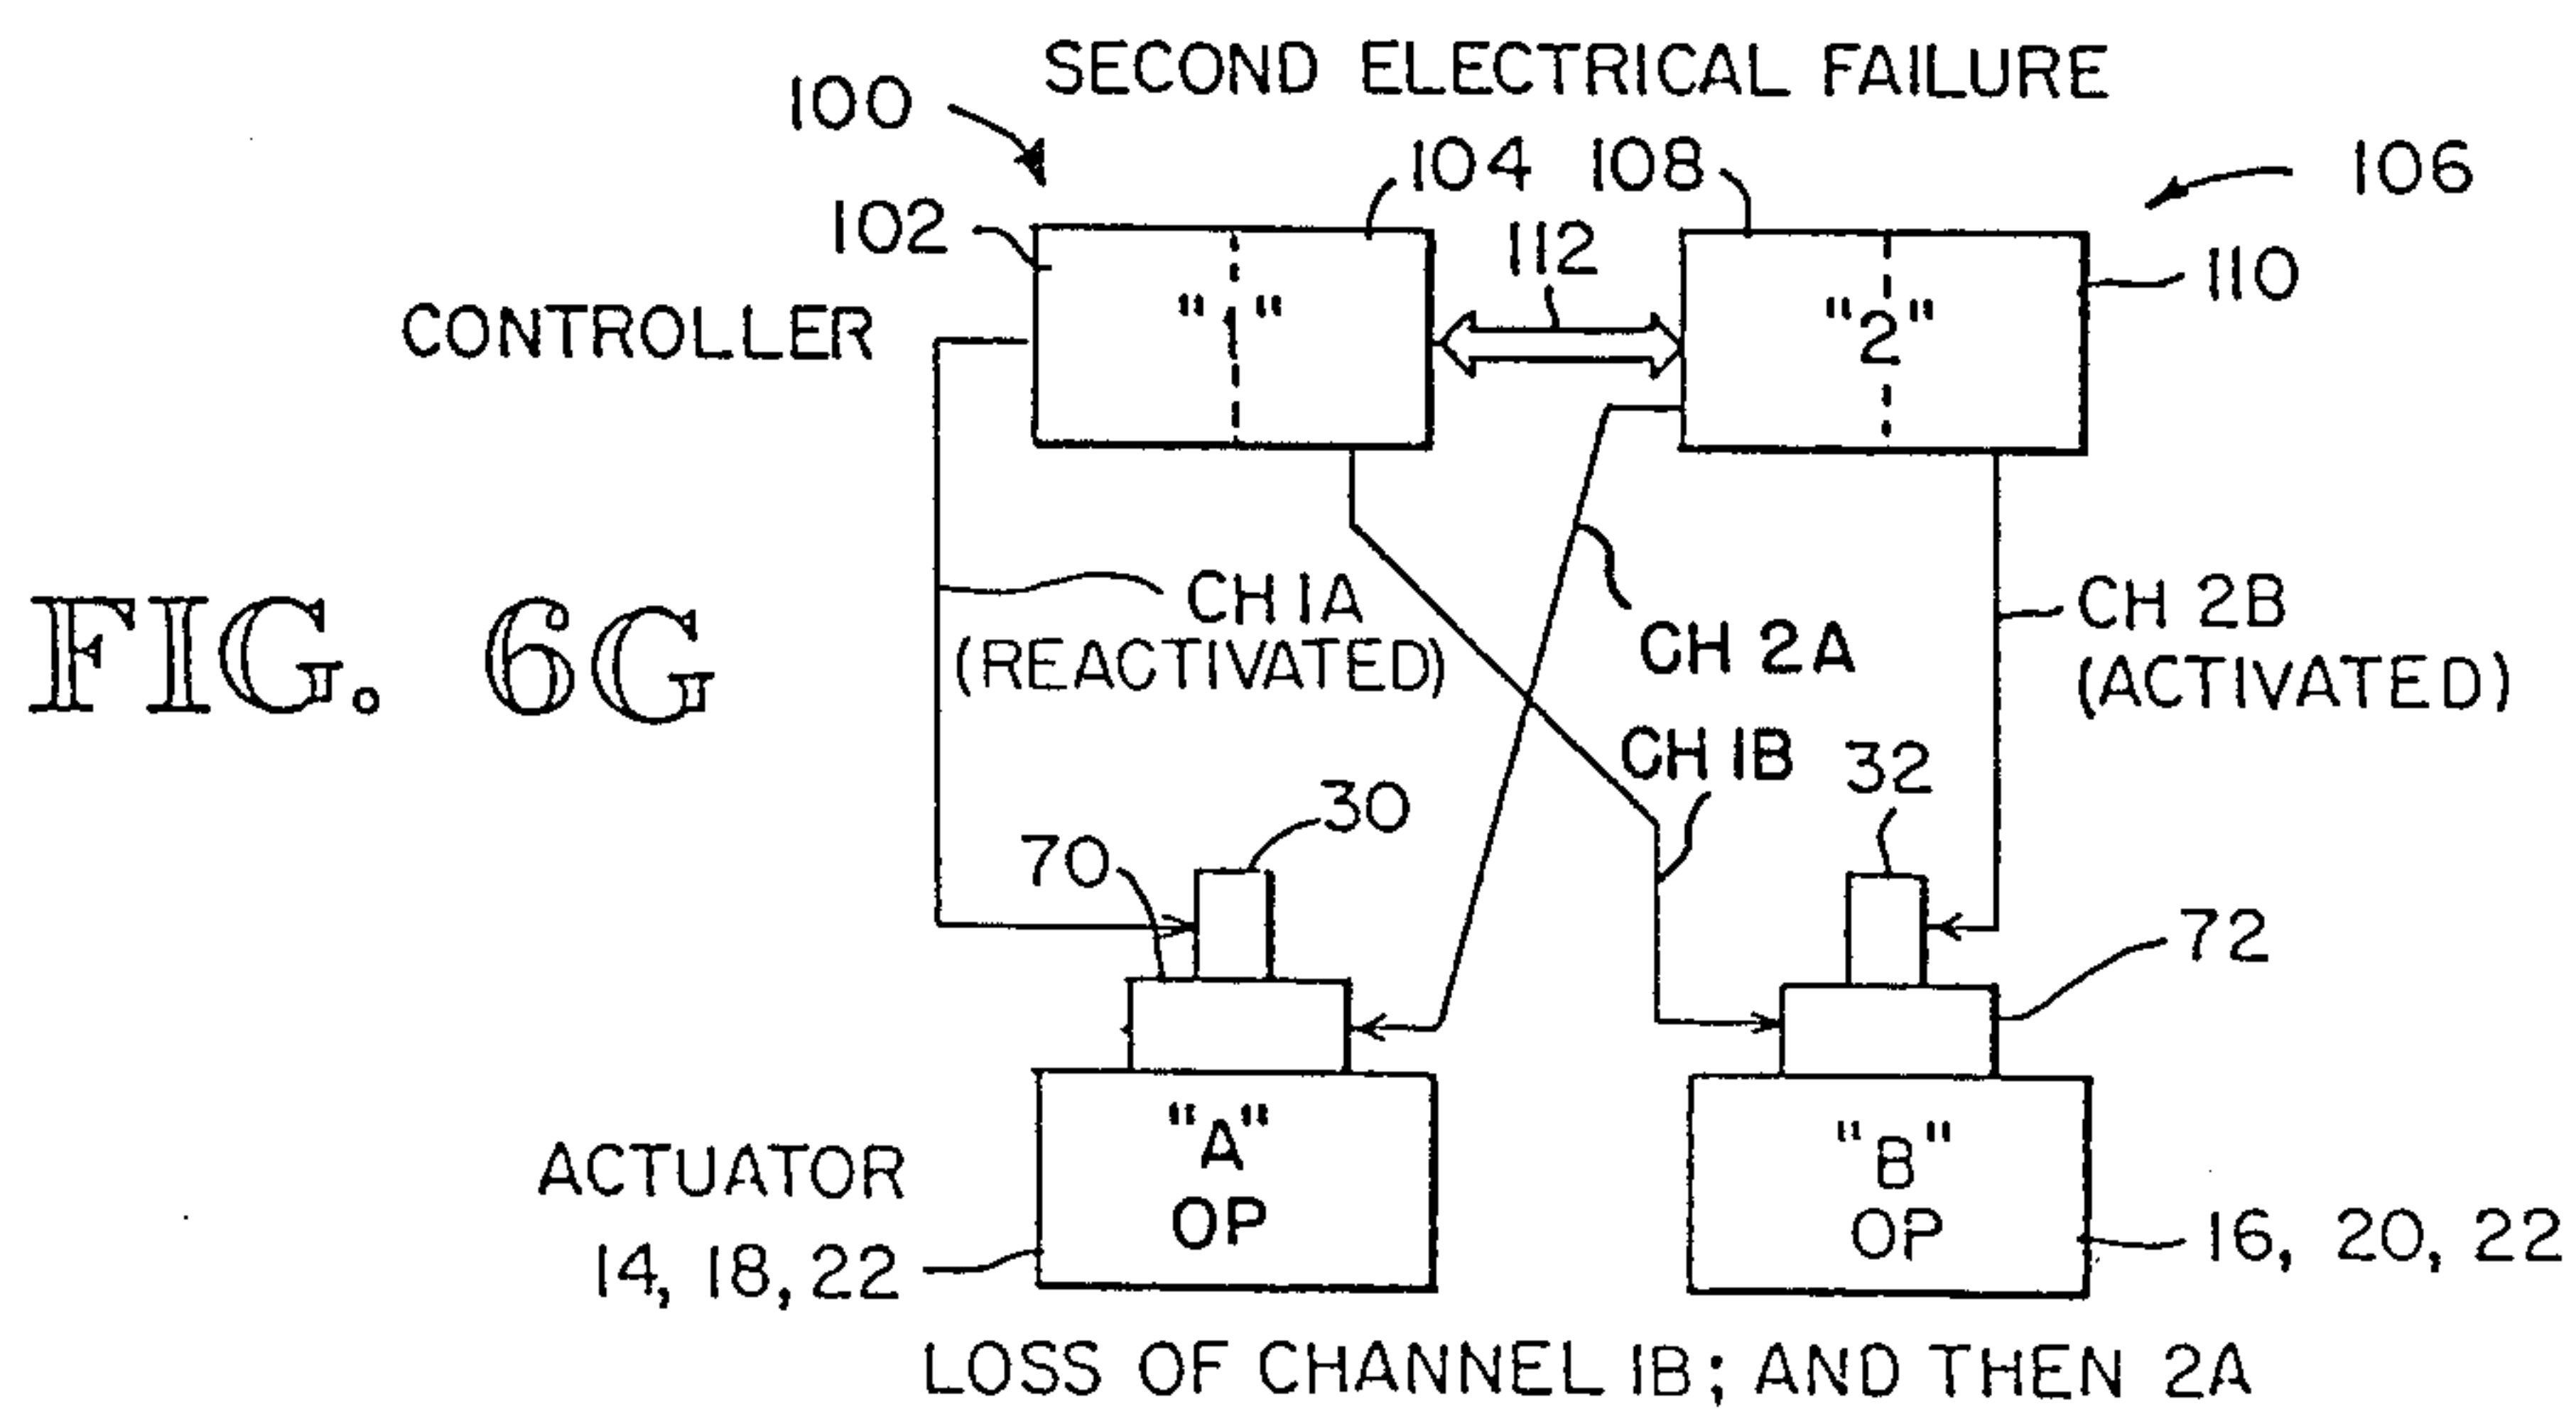 SECOND ELECTRICAL FAILURE
100
104 108
106
102
112
110
"1"
"2"
CONTROLLER
CH 1A
(REACTIVATED)
CH 2A
CH 2B
(ACTIVATED)
FIG. 6G
CH 1B
32
30
70
72
"A"
OP
"B"
OP
ACTUATOR
14, 18, 22
16, 20, 22
LOSS OF CHANNEL 1B; AND THEN 2A